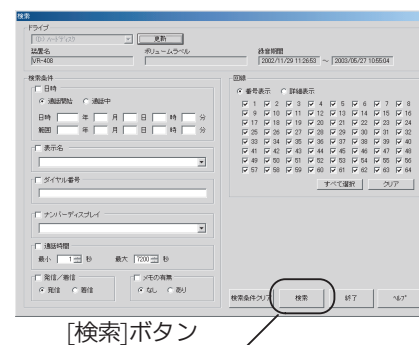 検索
ドライブ
更新
装置名 ボリュームラベル 録音期間
VR-408 2002/11/29 11:26:53 ～ 2003/05/27 10:55:04
検索条件
日時
通話開始 通話中
日時 年 月 日 時 分
範囲 年 月 日 時 分
表示名
ダイヤル番号
ナンバーディスプレイ
通話時間
最小 1 秒 最大 7200 秒
発信／着信
発信 着信
メモの有無
なし あり
回線
番号表示 詳細表示
1 2 3 4 5 6 7 8
9 10 11 12 13 14 15 16
17 18 19 20 21 22 23 24
25 26 27 28 29 30 31 32
33 34 35 36 37 38 39 40
41 42 43 44 45 46 47 48
49 50 51 52 53 54 55 56
57 58 59 60 61 62 63 64
すべて選択 クリア
検索条件クリア 検索 終了 ヘルプ
[検索]ボタン